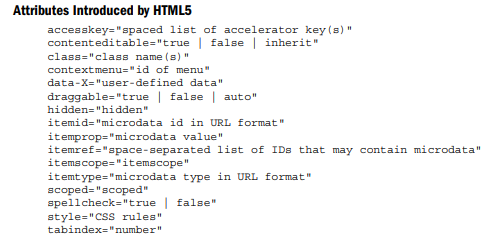 Attributes Introduced by HTML5
accesskey="spaced list of accelerator key(s)"
contenteditable="true | false | inherit"
class="class name(s)"
contextmenu="id of menu"
data-X="user-defined data"
draggable="true | false | auto"
hidden="hidden"
itemid="microdata id in URL format"
itemprop="microdata value"
itemref="space-separated list of IDs that may contain microdata"
itemscope="itemscope"
itemtype="microdata type in URL format"
scoped="scoped"
spellcheck="true | false"
style="CSS rules"
tabindex="number"